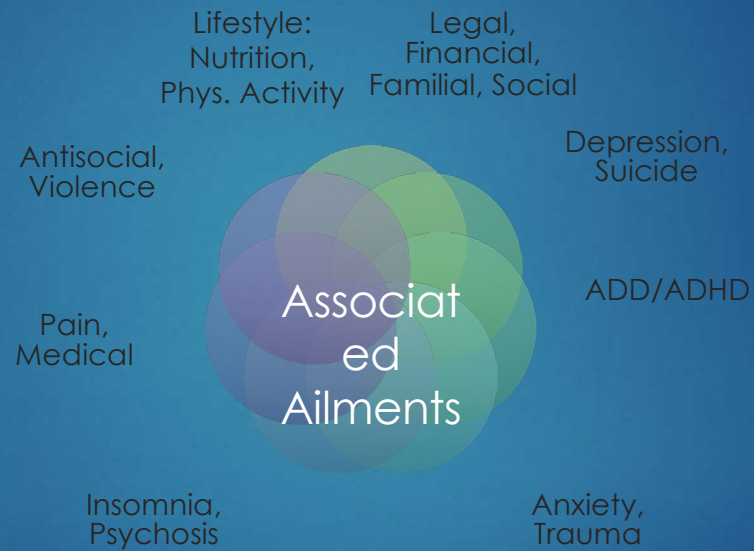 Lifestyle:
Nutrition,
Phys. Activity
Legal,
Financial,
Familial, Social
Antisocial,
Violence
Depression,
Suicide
ADD/ADHD
Associat
ed
Ailments
Pain,
Medical
Insomnia,
Psychosis
Anxiety,
Trauma